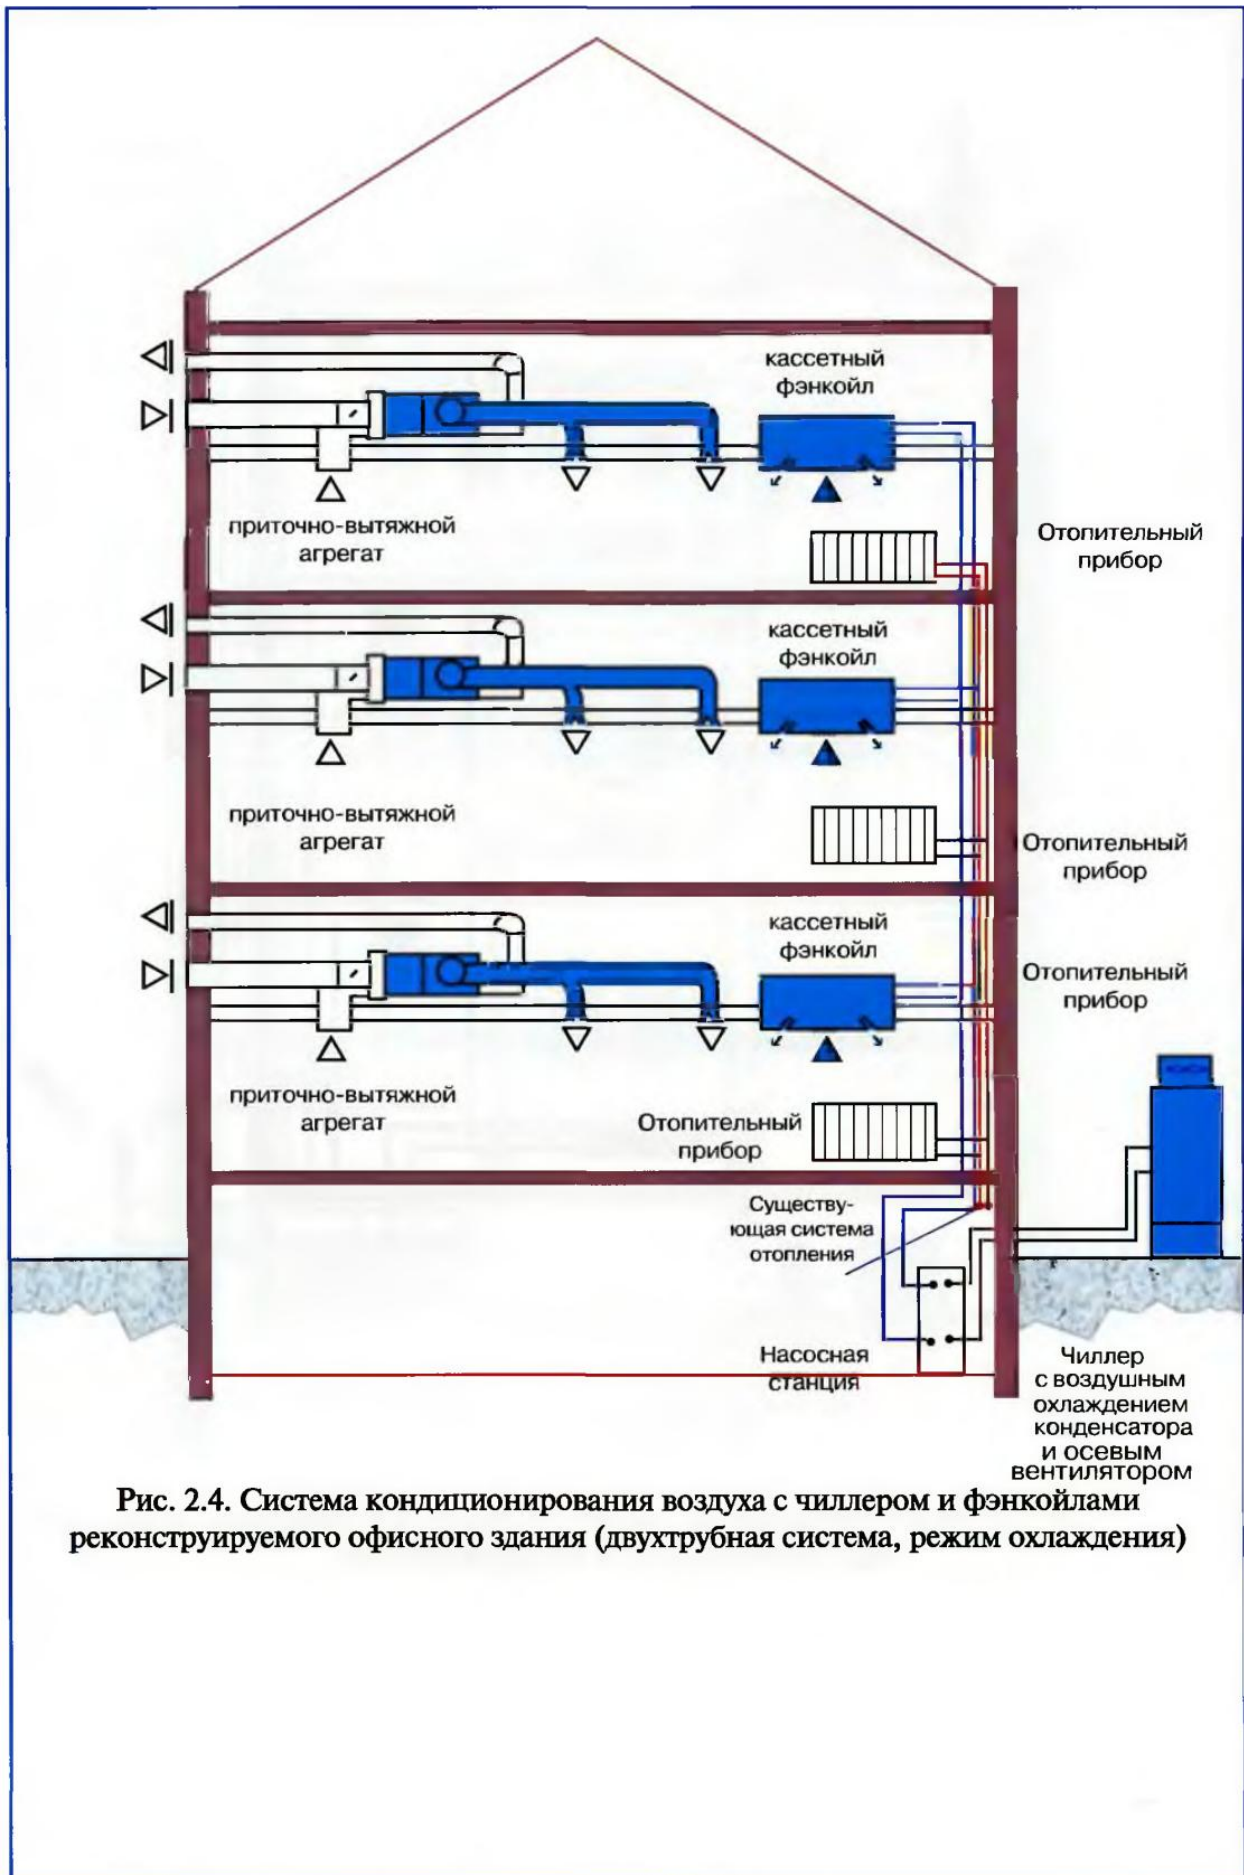 кассетный
фэнкойл
приточно-вытяжной
агрегат
Отопительный
прибор
кассетный
фэнкойл
приточно-вытяжной
агрегат
Отопительный
прибор
кассетный
фэнкойл
Отопительный
прибор
приточно-вытяжной
агрегат
Отопительный
прибор
Существу-
ющая система
отопления
Насосная
станция
Чиллер
с воздушным
охлаждением
конденсатора
и осевым
вентилятором
Рис. 2.4. Система кондиционирования воздуха с чиллером и фэнкойлами
реконструируемого офисного здания (двухтрубная система, режим охлаждения)